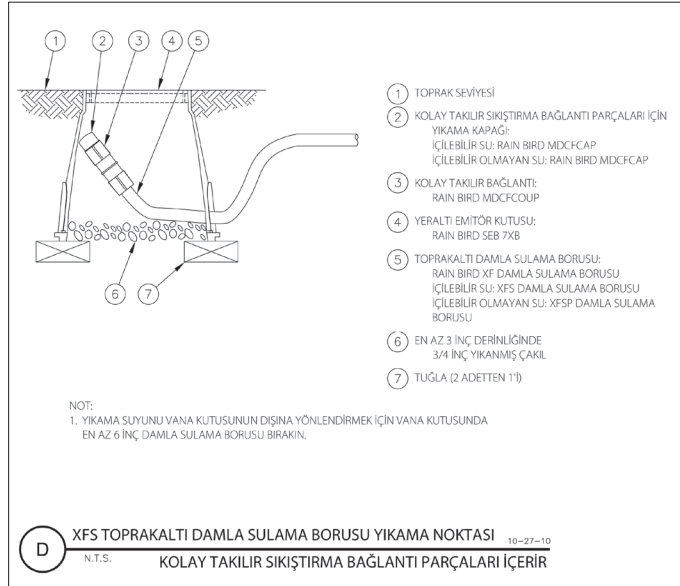 1 2 3 4 5
1 TOPRAK SEVİYESİ
2 KOLAY TAKILIR SIKIŞTIRMA BAĞLANTI PARÇALARI İÇİN
YIKAMA KAPAĞI:
İÇİLEBİLİR SU: RAIN BIRD MDCFCAP
İÇİLEBİLİR OLMAYAN SU: RAIN BIRD MDCFCAP
3 KOLAY TAKILIR BAĞLANTI:
RAIN BIRD MDCFCOUP
4 YERALTI EMİTÖR KUTUSU:
RAIN BIRD SEB 7XB
5 TOPRAKALTI DAMLA SULAMA BORUSU:
RAIN BIRD XF DAMLA SULAMA BORUSU
İÇİLEBİLİR SU: XFS DAMLA SULAMA BORUSU
İÇİLEBİLİR OLMAYAN SU: XFSP DAMLA SULAMA
BORUSU
6 EN AZ 3 İNÇ DERİNLİĞİNDE
3/4 İNÇ YIKANMIŞ ÇAKIL
7 TUĞLA (2 ADETTEN 1'İ)
6 7
NOT:
1. YIKAMA SUYUNU VANA KUTUSUNUN DIŞINA YÖNLENDİRMEK İÇİN VANA KUTUSUNDA
EN AZ 6 İNÇ DAMLA SULAMA BORUSU BIRAKIN.
D XFS TOPRAKALTI DAMLA SULAMA BORUSU YIKAMA NOKTASI 10-27-10
N.T.S. KOLAY TAKILIR SIKIŞTIRMA BAĞLANTI PARÇALARI İÇERİR